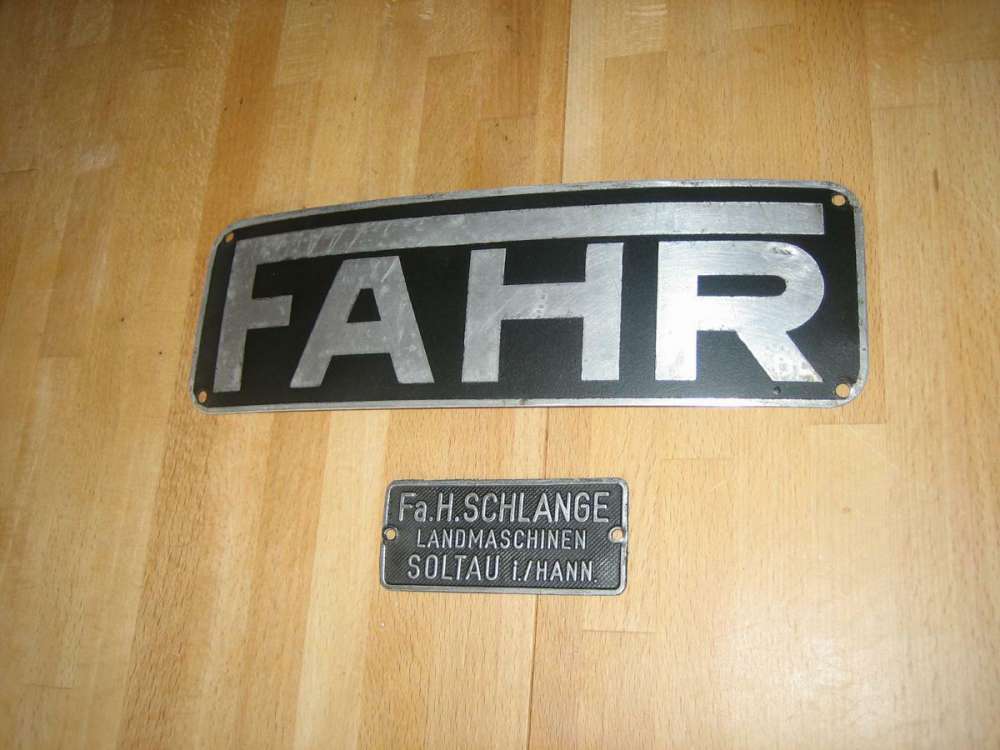 FAHR
Fa.H.SCHLANGE
LANDMASCHINEN
SOLTAU i./HANN.